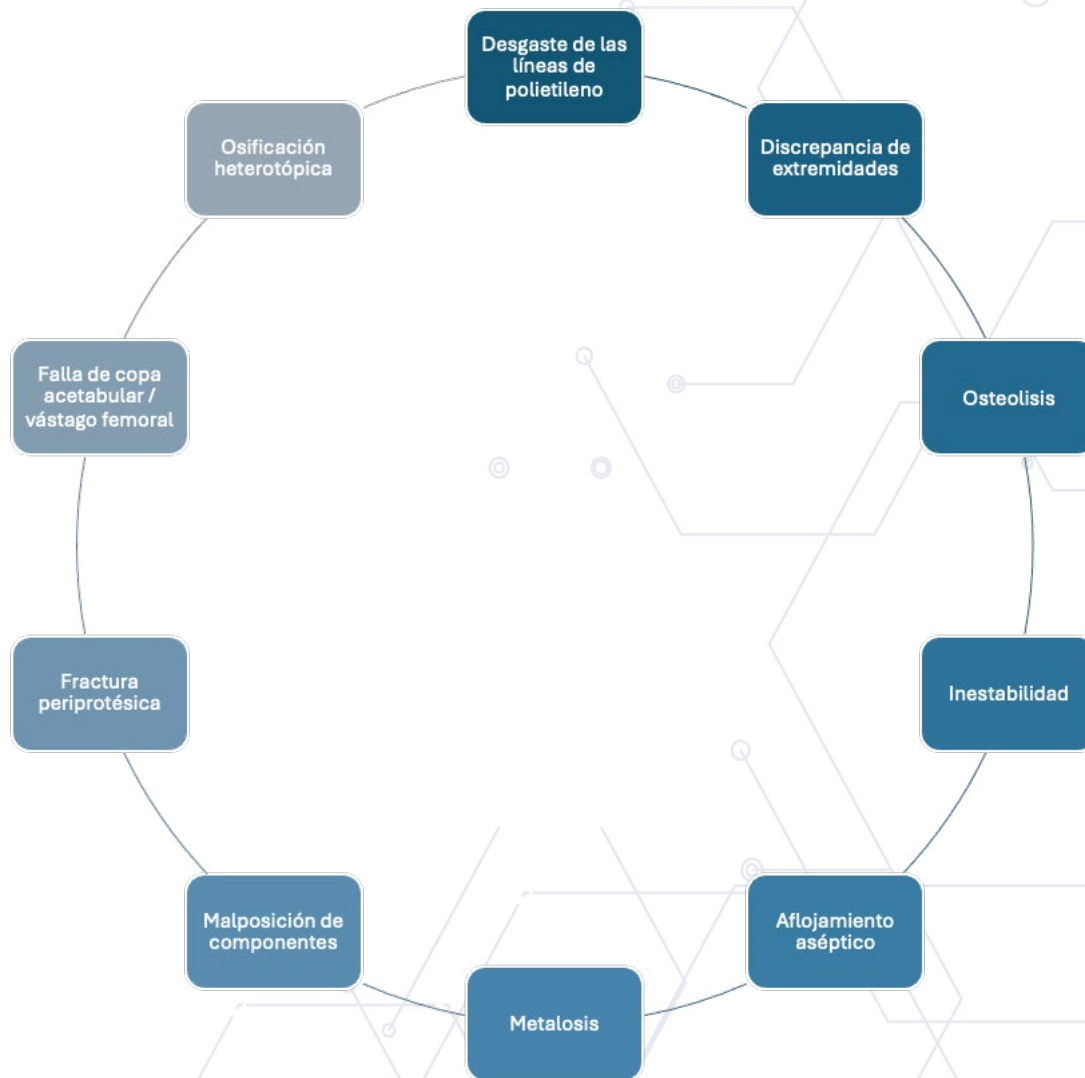 Desgaste de las
líneas de
polietileno
Discrepancia de
extremidades
Osteolisis
Inestabilidad
Aflojamiento
aséptico
Metalosis
Malposición de
componentes
Fractura
periprotésica
Falla de copa
acetabular /
vástago femoral
Osificación
heterotópica